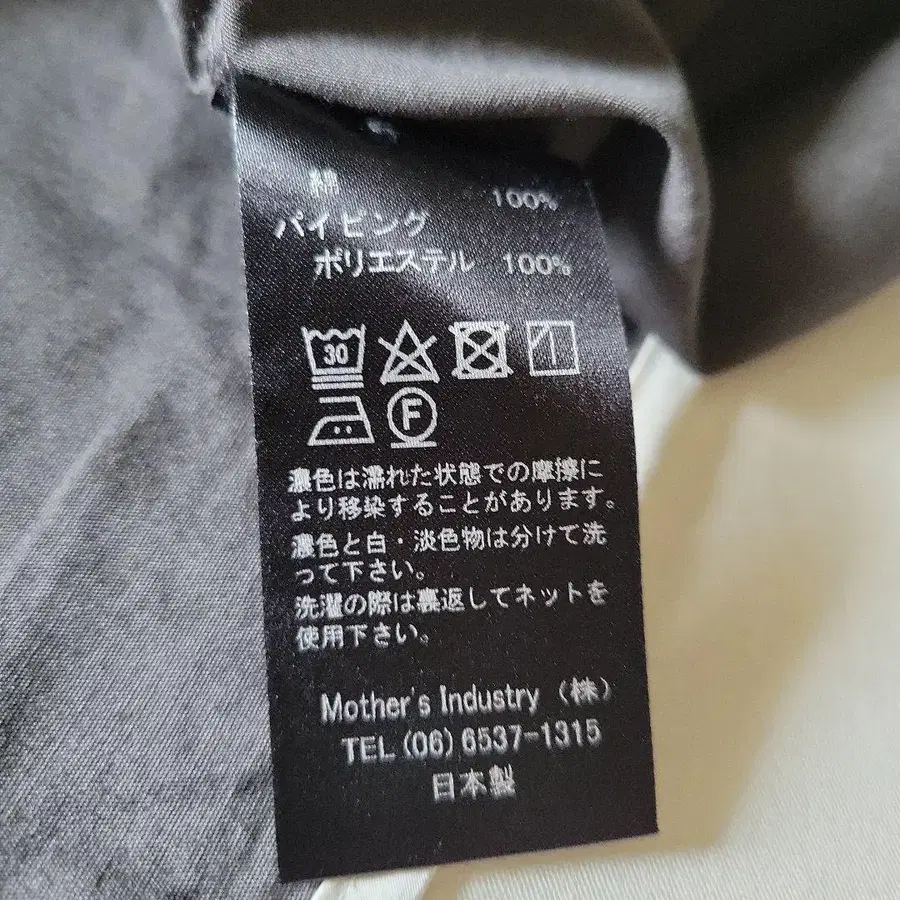 綿 100%
パイピング
ポリエステル 100%
30
F
濃色は濡れた状態での摩擦に
より移染することがあります。
濃色と白・淡色物は分けて洗
って下さい。
洗濯の際は裏返してネットを
使用下さい。
Mother's Industry (株)
TEL(06)6537-1315
日本製